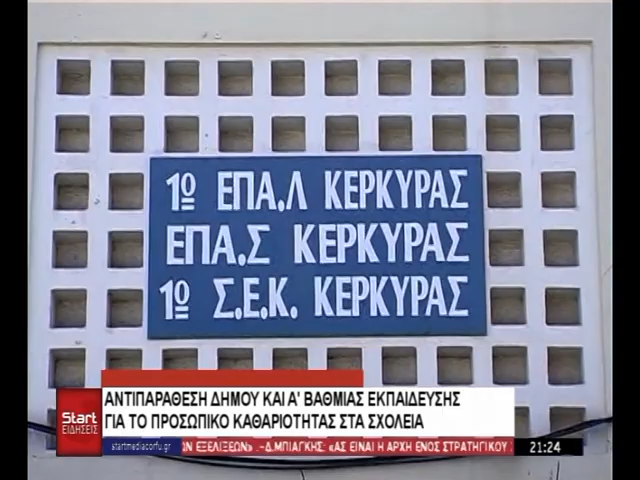 1º ΕΠΑ.Λ ΚΕΡΚΥΡΑΣ
ΕΠΑ.Σ ΚΕΡΚΥΡΑΣ
1º Σ.Ε.Κ. ΚΕΡΚΥΡΑΣ
ΑΝΤΙΠΑΡΑΘΕΣΗ ΔΗΜΟΥ ΚΑΙ Α' ΒΑΘΜΙΑΣ ΕΚΠΑΙΔΕΥΣΗΣ
ΓΙΑ ΤΟ ΠΡΟΣΩΠΙΚΟ ΚΑΘΑΡΙΟΤΗΤΑΣ ΣΤΑ ΣΧΟΛΕΙΑ
Start
ΕΙΔΗΣΕΙΣ
startmediacorfu.gr
ΩΝ ΕΞΕΛΙΞΕΩΝ» .-Δ.ΜΠΙΑΓΚΗΣ: «ΑΣ ΕΙΝΑΙ Η ΑΡΧΗ ΕΝΟΣ ΣΤΡΑΤΗΓΙΚΟΥ
21:24